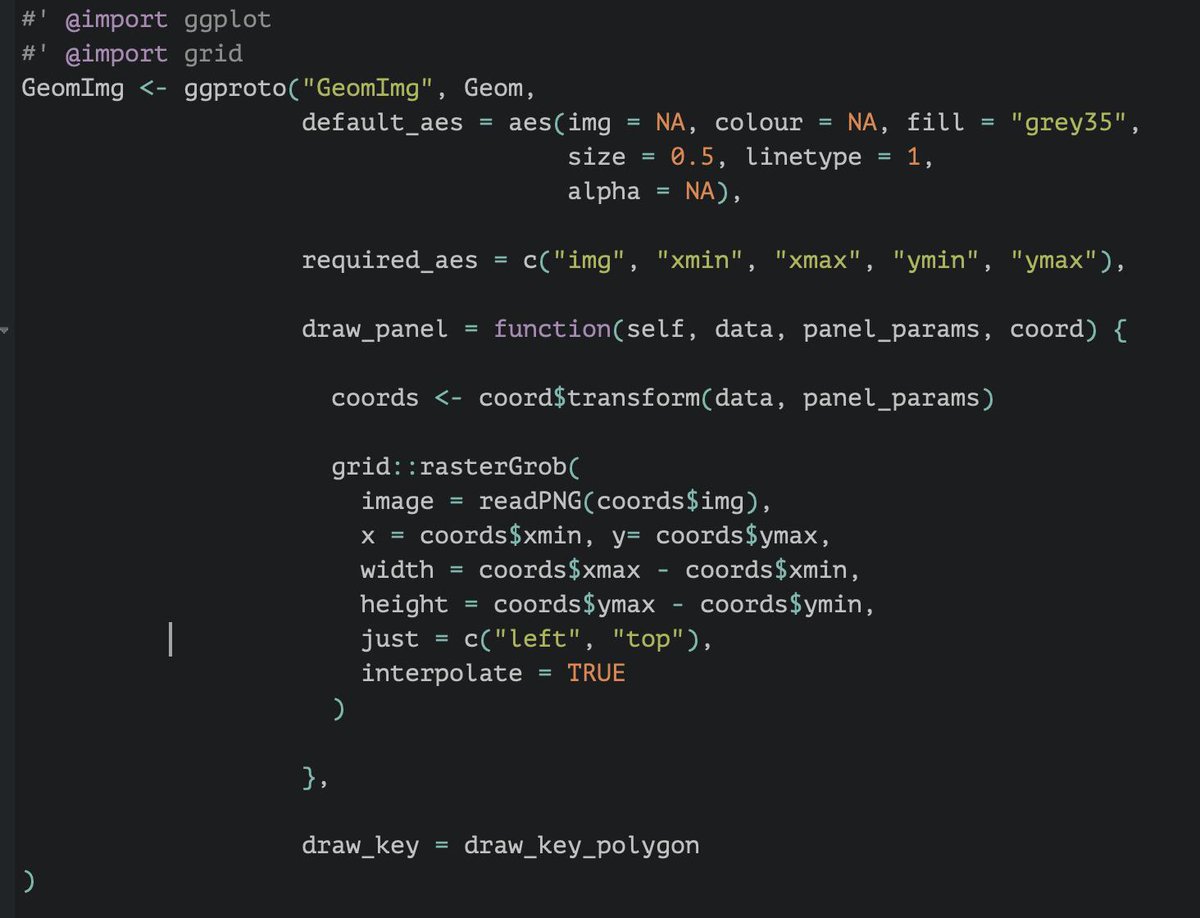 #' @import ggplot
#' @import grid
GeomImg <- ggproto("GeomImg", Geom,
default_aes = aes(img = NA, colour = NA, fill = "grey35",
size = 0.5, linetype = 1,
alpha = NA),
required_aes = c("img", "xmin", "xmax", "ymin", "ymax"),
draw_panel = function(self, data, panel_params, coord) {
coords <- coord$transform(data, panel_params)
grid::rasterGrob(
image = readPNG(coords$img),
x = coords$xmin, y= coords$ymax,
width = coords$xmax - coords$xmin,
height = coords$ymax - coords$ymin,
just = c("left", "top"),
interpolate = TRUE
)
},
draw_key = draw_key_polygon
)